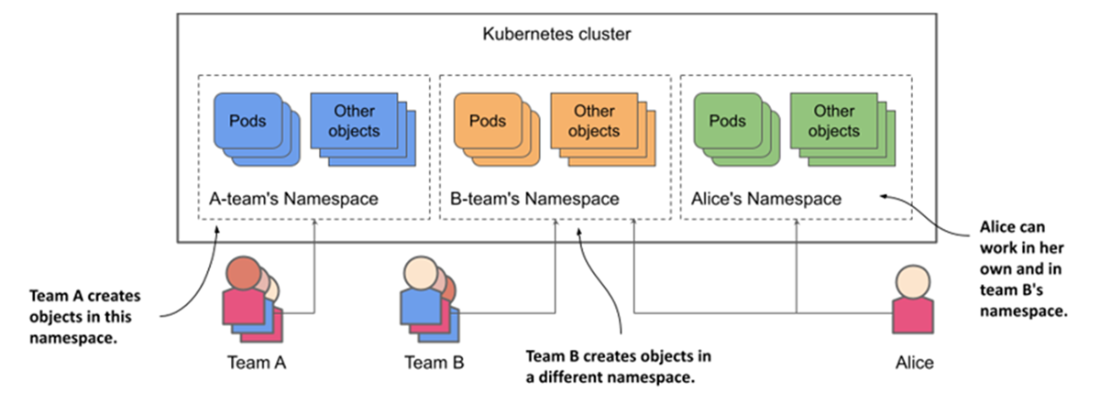 Kubernetes cluster
Pods
Other
objects
A-team's Namespace
Pods
Other
objects
B-team's Namespace
Pods
Other
objects
Alice's Namespace
Team A creates
objects in this
namespace.
Team A
Team B
Team B creates objects in
a different namespace.
Alice can
work in her
own and in
team B's
namespace.
Alice